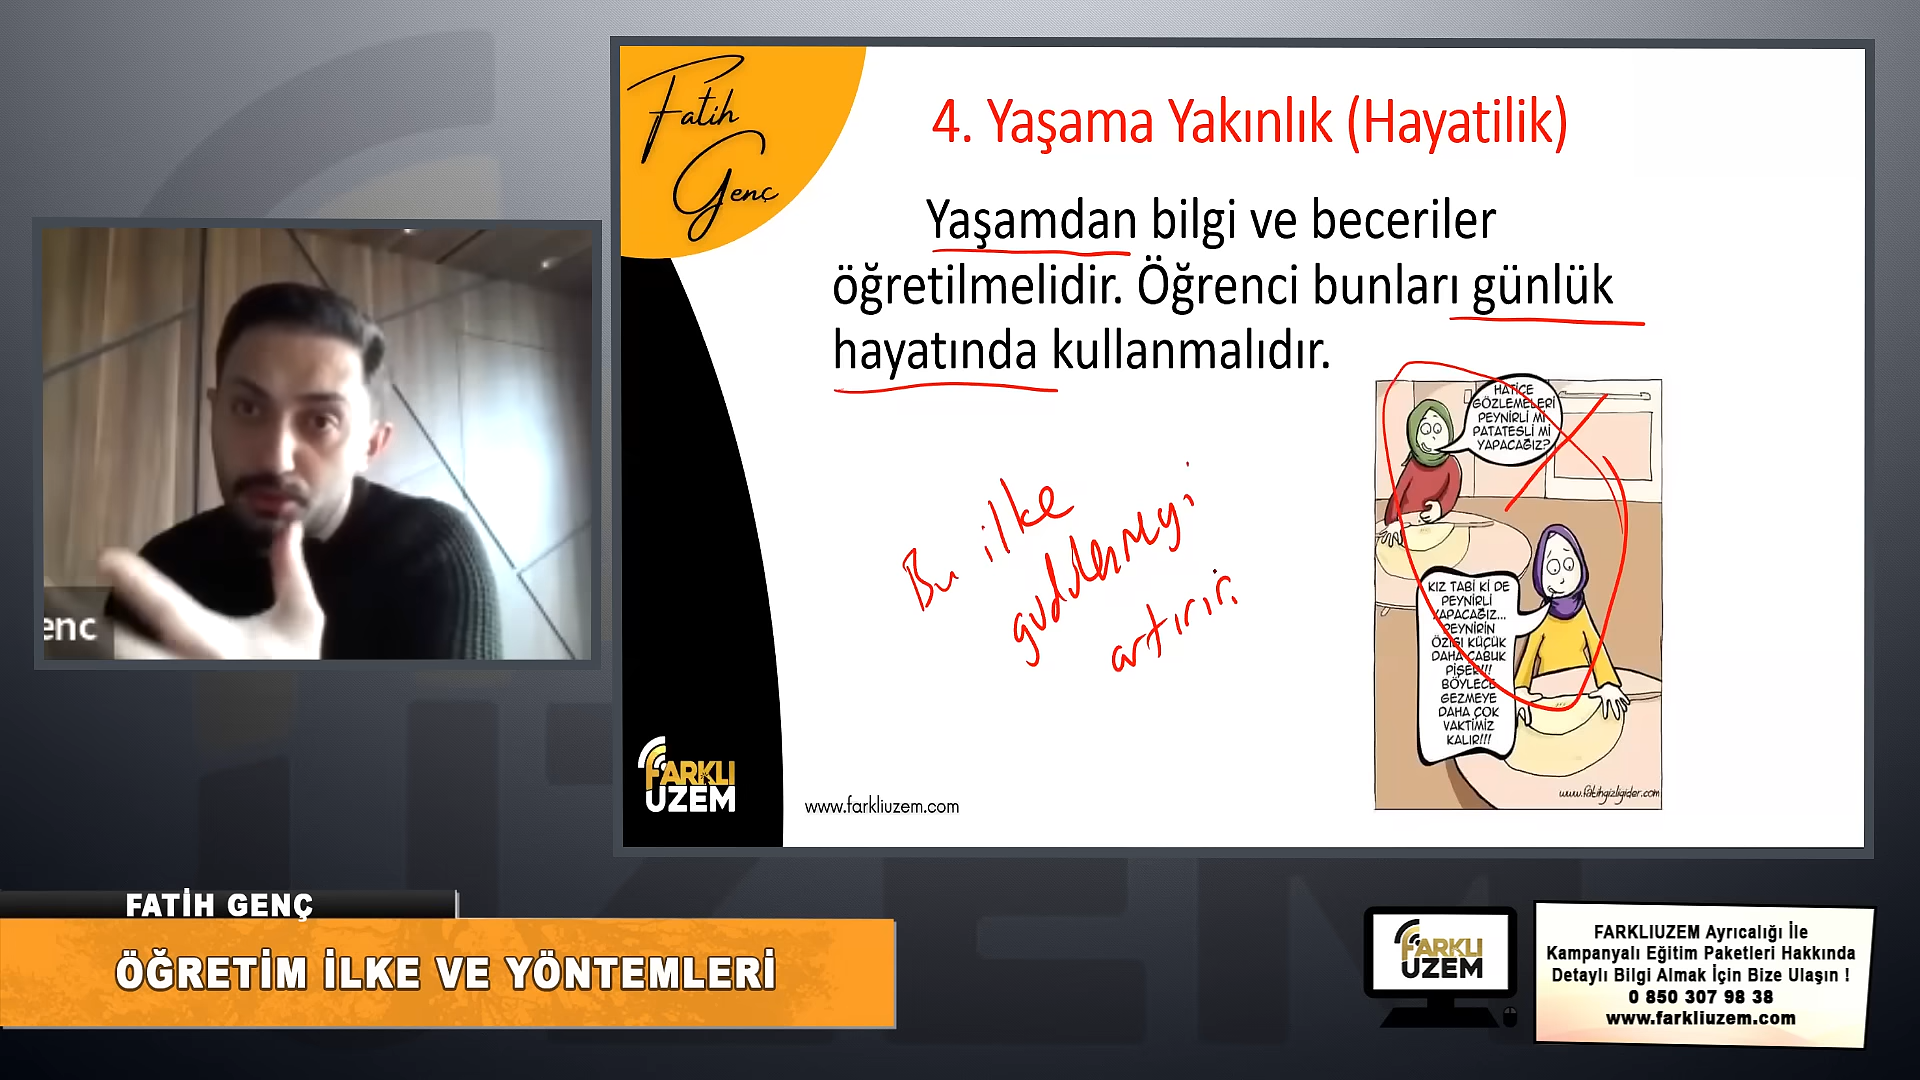 Fatih
Genç
4. Yaşama Yakınlık (Hayatilik)
Yaşamdan bilgi ve beceriler
öğretilmelidir. Öğrenci bunları günlük
hayatında kullanmalıdır.
Bu ilke
güdülenmeyi
artırır.
HATİCE
GÖZLEMELERİ
PEYNİRLİ Mİ
PATATESLİ Mİ
YAPACAĞIZ?
KIZ TABİ Kİ DE
PEYNİRLİ
YAPACAĞIZ...
PEYNİRİN
ÖZISI KÜÇÜK
DAHA ÇABUK
PİŞER!!!
BÖYLECE
GEZMEYE
DAHA ÇOK
VAKTİMİZ
KALIR!!!
www.fatihgizligider.com
FARKLI
UZEM
www.farkliuzem.com
enc
FATİH GENÇ
ÖĞRETİM İLKE VE YÖNTEMLERİ
FARKLI
UZEM
FARKLIUZEM Ayrıcalığı İle
Kampanyalı Eğitim Paketleri Hakkında
Detaylı Bilgi Almak İçin Bize Ulaşın !
0 850 307 98 38
www.farkliuzem.com